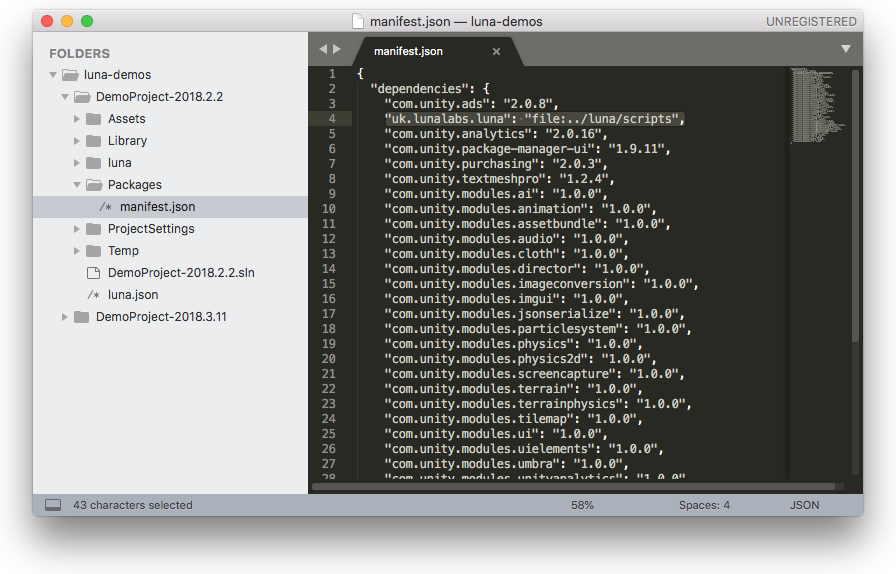 manifest.json — luna-demos
UNREGISTERED
FOLDERS
luna-demos
DemoProject-2018.2.2
Assets
Library
luna
Packages
/* manifest.json
ProjectSettings
Temp
DemoProject-2018.2.2.sln
/* luna.json
DemoProject-2018.3.11
manifest.json ×
1 {
2 "dependencies": {
3 "com.unity.ads": "2.0.8",
4 "uk.lunalabs.luna": "file:../luna/scripts",
5 "com.unity.analytics": "2.0.16",
6 "com.unity.package-manager-ui": "1.9.11",
7 "com.unity.purchasing": "2.0.3",
8 "com.unity.textmeshpro": "1.2.4",
9 "com.unity.modules.ai": "1.0.0",
10 "com.unity.modules.animation": "1.0.0",
11 "com.unity.modules.assetbundle": "1.0.0",
12 "com.unity.modules.audio": "1.0.0",
13 "com.unity.modules.cloth": "1.0.0",
14 "com.unity.modules.director": "1.0.0",
15 "com.unity.modules.imageconversion": "1.0.0",
16 "com.unity.modules.imgui": "1.0.0",
17 "com.unity.modules.jsonserialize": "1.0.0",
18 "com.unity.modules.particlesystem": "1.0.0",
19 "com.unity.modules.physics": "1.0.0",
20 "com.unity.modules.physics2d": "1.0.0",
21 "com.unity.modules.screencapture": "1.0.0",
22 "com.unity.modules.terrain": "1.0.0",
23 "com.unity.modules.terrainphysics": "1.0.0",
24 "com.unity.modules.tilemap": "1.0.0",
25 "com.unity.modules.ui": "1.0.0",
26 "com.unity.modules.uielements": "1.0.0",
27 "com.unity.modules.umbra": "1.0.0",
28 "com.unity.modules.unityanalytics": "1.0.0"
43 characters selected
58%
Spaces: 4
JSON